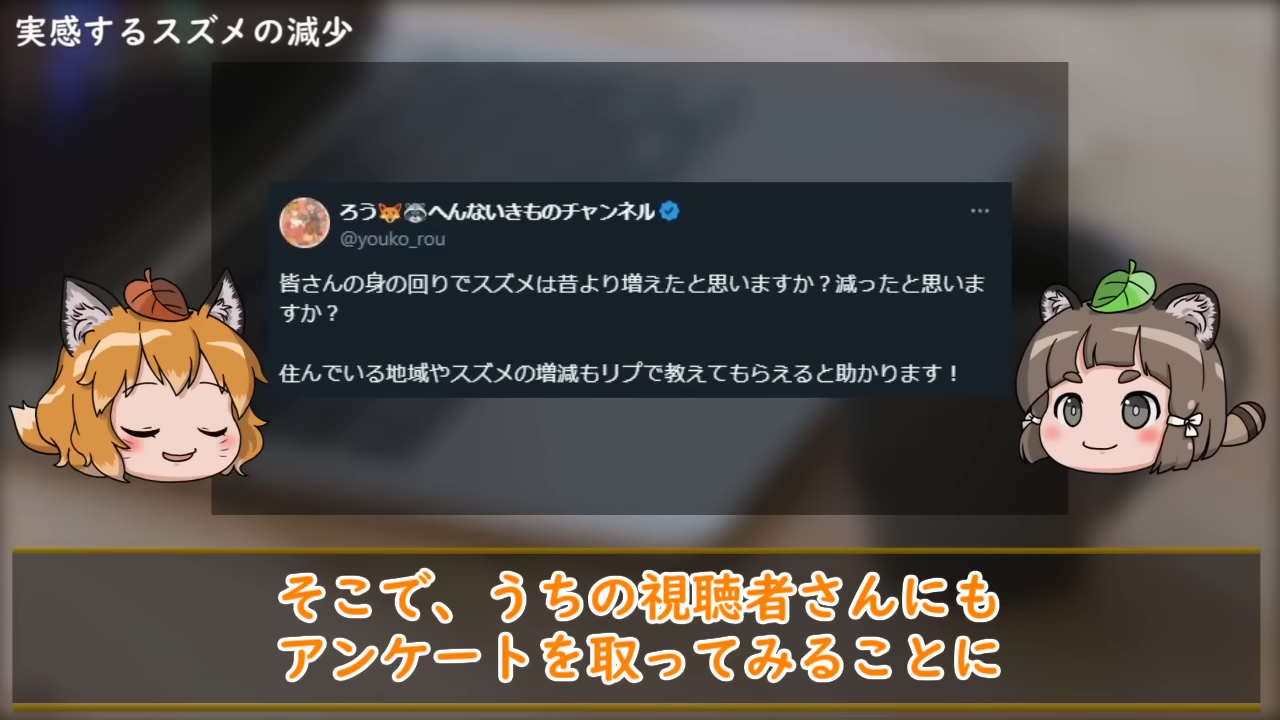 実感するスズメの減少
ろう🦊🦝へんないきものチャンネル
@youko_rou
皆さんの身の回りでスズメは昔より増えたと思いますか？減ったと思いま
すか？
住んでいる地域やスズメの増減もリプで教えてもらえると助かります！
そこで、うちの視聴者さんにも
アンケートを取ってみることに